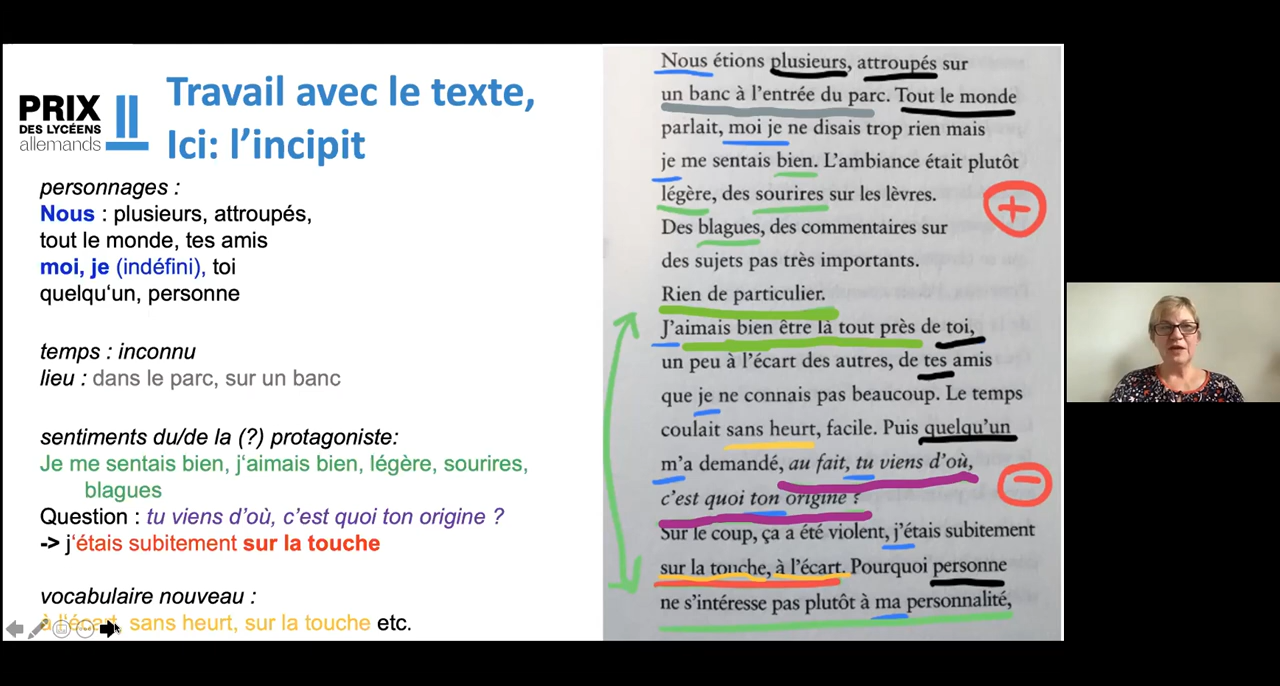 Travail avec le texte,
Ici: l'incipit
PRIX
DES LYCÉENS
allemands
personnages :
Nous : plusieurs, attroupés,
tout le monde, tes amis
moi, je (indéfini), toi
quelqu'un, personne
temps : inconnu
lieu : dans le parc, sur un banc
sentiments du/de la (?) protagoniste:
Je me sentais bien, j'aimais bien, légère, sourires,
blagues
Question : tu viens d'où, c'est quoi ton origine ?
-> j'étais subitement sur la touche
vocabulaire nouveau :
à l'écart, sans heurt, sur la touche etc.
Nous étions plusieurs, attroupés sur
un banc à l'entrée du parc. Tout le monde
parlait, moi je ne disais trop rien mais
je me sentais bien. L'ambiance était plutôt
légère, des sourires sur les lèvres.
Des blagues, des commentaires sur
des sujets pas très importants.
Rien de particulier.
J'aimais bien être là tout près de toi,
un peu à l'écart des autres, de tes amis
que je ne connais pas beaucoup. Le temps
coulait sans heurt, facile. Puis quelqu'un
m'a demandé, au fait, tu viens d'où,
c'est quoi ton origine ?
Sur le coup, ça a été violent, j'étais subitement
sur la touche, à l'écart. Pourquoi personne
ne s'intéresse pas plutôt à ma personnalité,
+
-